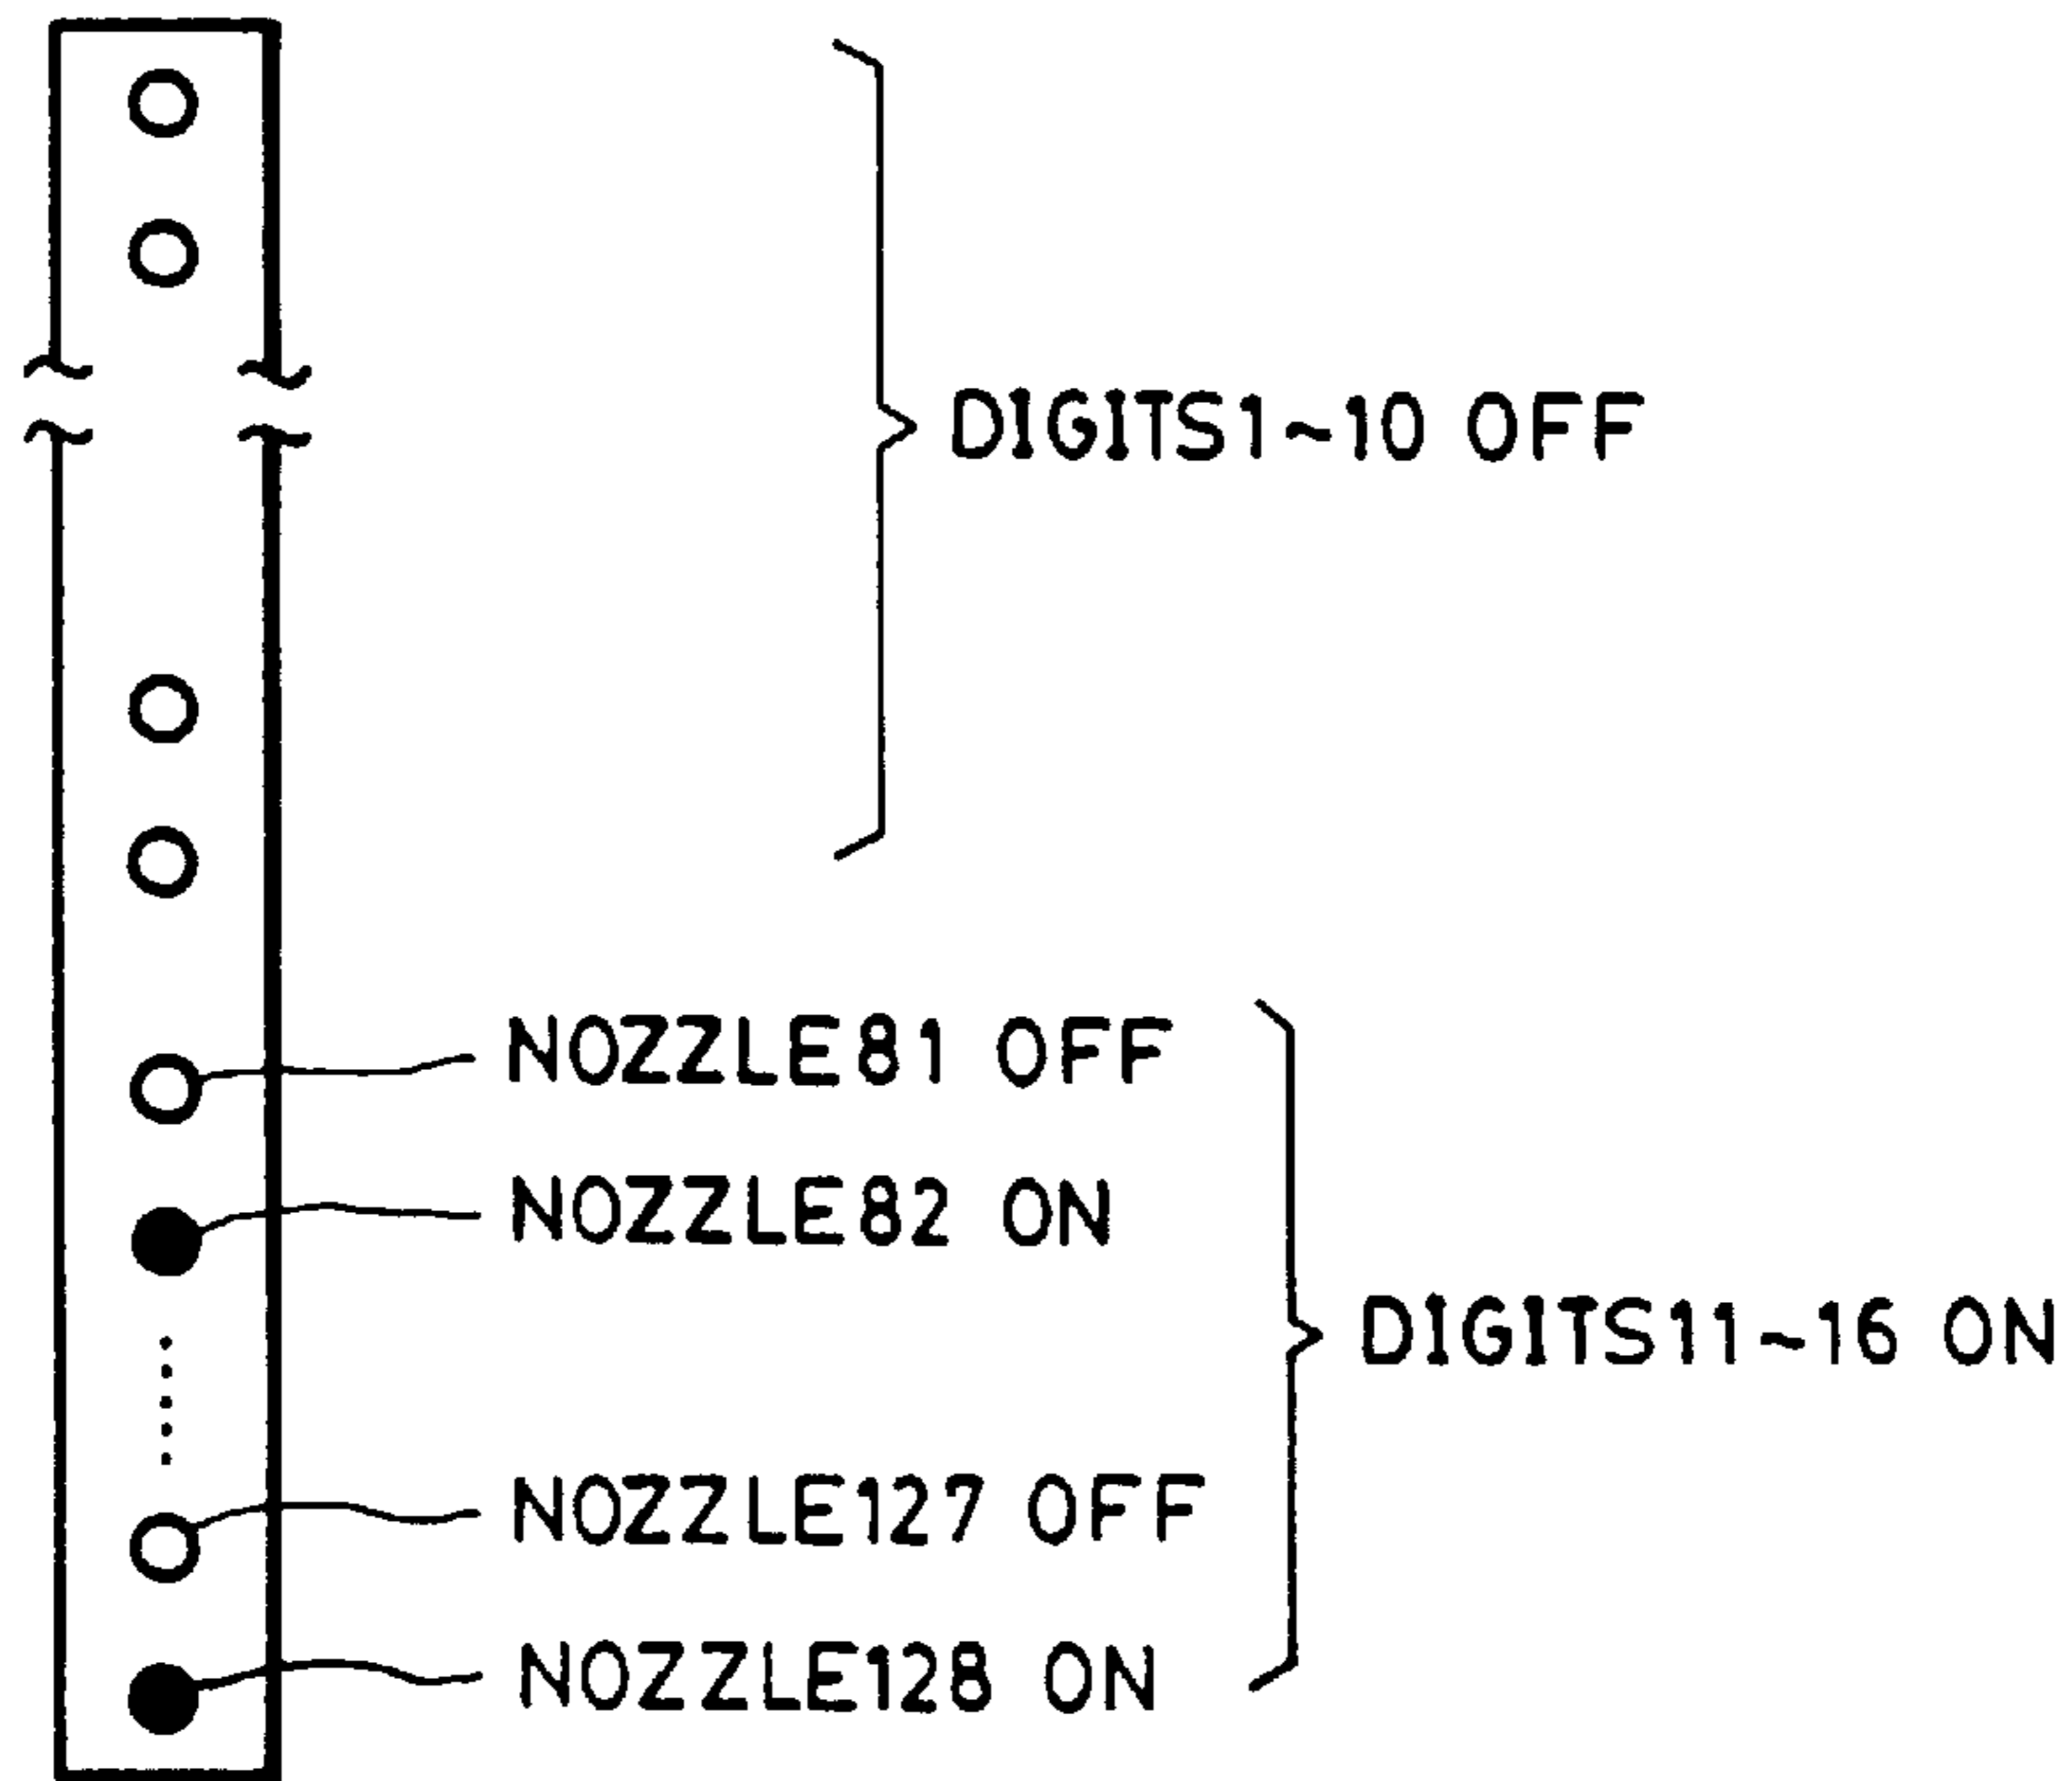 DIGITS1~10 OFF
NOZZLE81 OFF
NOZZLE82 ON
DIGITS11~16 ON
NOZZLE127 OFF
NOZZLE128 ON